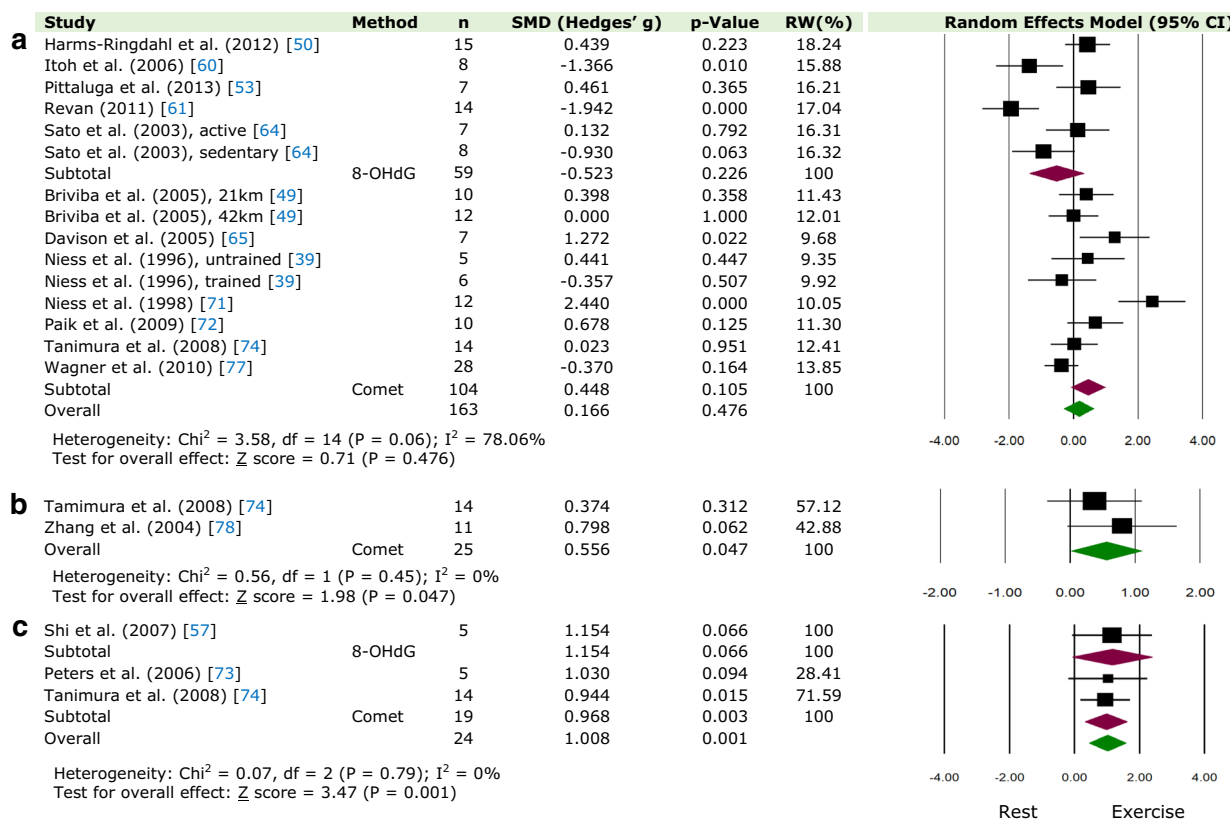 Study Method n SMD (Hedges' g) p-Value RW(%) Random Effects Model (95% CI)
a
Harms-Ringdahl et al. (2012) [50] 15 0.439 0.223 18.24
Itoh et al. (2006) [60] 8 -1.366 0.010 15.88
Pittaluga et al. (2013) [53] 7 0.461 0.365 16.21
Revan (2011) [61] 14 -1.942 0.000 17.04
Sato et al. (2003), active [64] 7 0.132 0.792 16.31
Sato et al. (2003), sedentary [64] 8 -0.930 0.063 16.32
Subtotal 8-OHdG 59 -0.523 0.226 100
Briviba et al. (2005), 21km [49] 10 0.398 0.358 11.43
Briviba et al. (2005), 42km [49] 12 0.000 1.000 12.01
Davison et al. (2005) [65] 7 1.272 0.022 9.68
Niess et al. (1996), untrained [39] 5 0.441 0.447 9.35
Niess et al. (1996), trained [39] 6 -0.357 0.507 9.92
Niess et al. (1998) [71] 12 2.440 0.000 10.05
Paik et al. (2009) [72] 10 0.678 0.125 11.30
Tanimura et al. (2008) [74] 14 0.023 0.951 12.41
Wagner et al. (2010) [77] 28 -0.370 0.164 13.85
Subtotal Comet 104 0.448 0.105 100
Overall 163 0.166 0.476
Heterogeneity: Chi² = 3.58, df = 14 (P = 0.06); I² = 78.06%
-4.00 -2.00 0.00 2.00 4.00
Test for overall effect: Z score = 0.71 (P = 0.476)
b
Tamimura et al. (2008) [74] 14 0.374 0.312 57.12
Zhang et al. (2004) [78] 11 0.798 0.062 42.88
Overall Comet 25 0.556 0.047 100
Heterogeneity: Chi² = 0.56, df = 1 (P = 0.45); I² = 0%
Test for overall effect: Z score = 1.98 (P = 0.047)
-2.00 -1.00 0.00 1.00 2.00
c
Shi et al. (2007) [57] 5 1.154 0.066 100
Subtotal 8-OHdG 1.154 0.066 100
Peters et al. (2006) [73] 5 1.030 0.094 28.41
Tanimura et al. (2008) [74] 14 0.944 0.015 71.59
Subtotal Comet 19 0.968 0.003 100
Overall 24 1.008 0.001
Heterogeneity: Chi² = 0.07, df = 2 (P = 0.79); I² = 0%
-4.00 -2.00 0.00 2.00 4.00
Test for overall effect: Z score = 3.47 (P = 0.001)
Rest Exercise